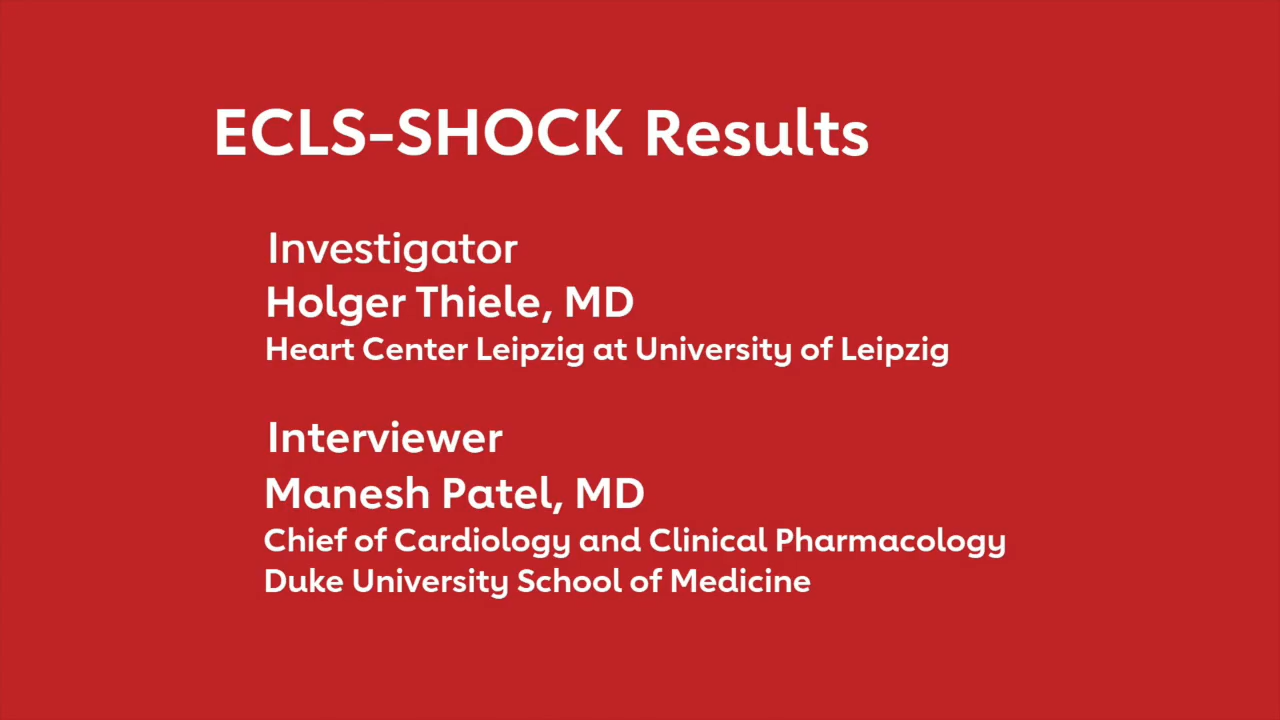 ECLS-SHOCK Results
Investigator
Holger Thiele, MD
Heart Center Leipzig at University of Leipzig
Interviewer
Manesh Patel, MD
Chief of Cardiology and Clinical Pharmacology
Duke University School of Medicine